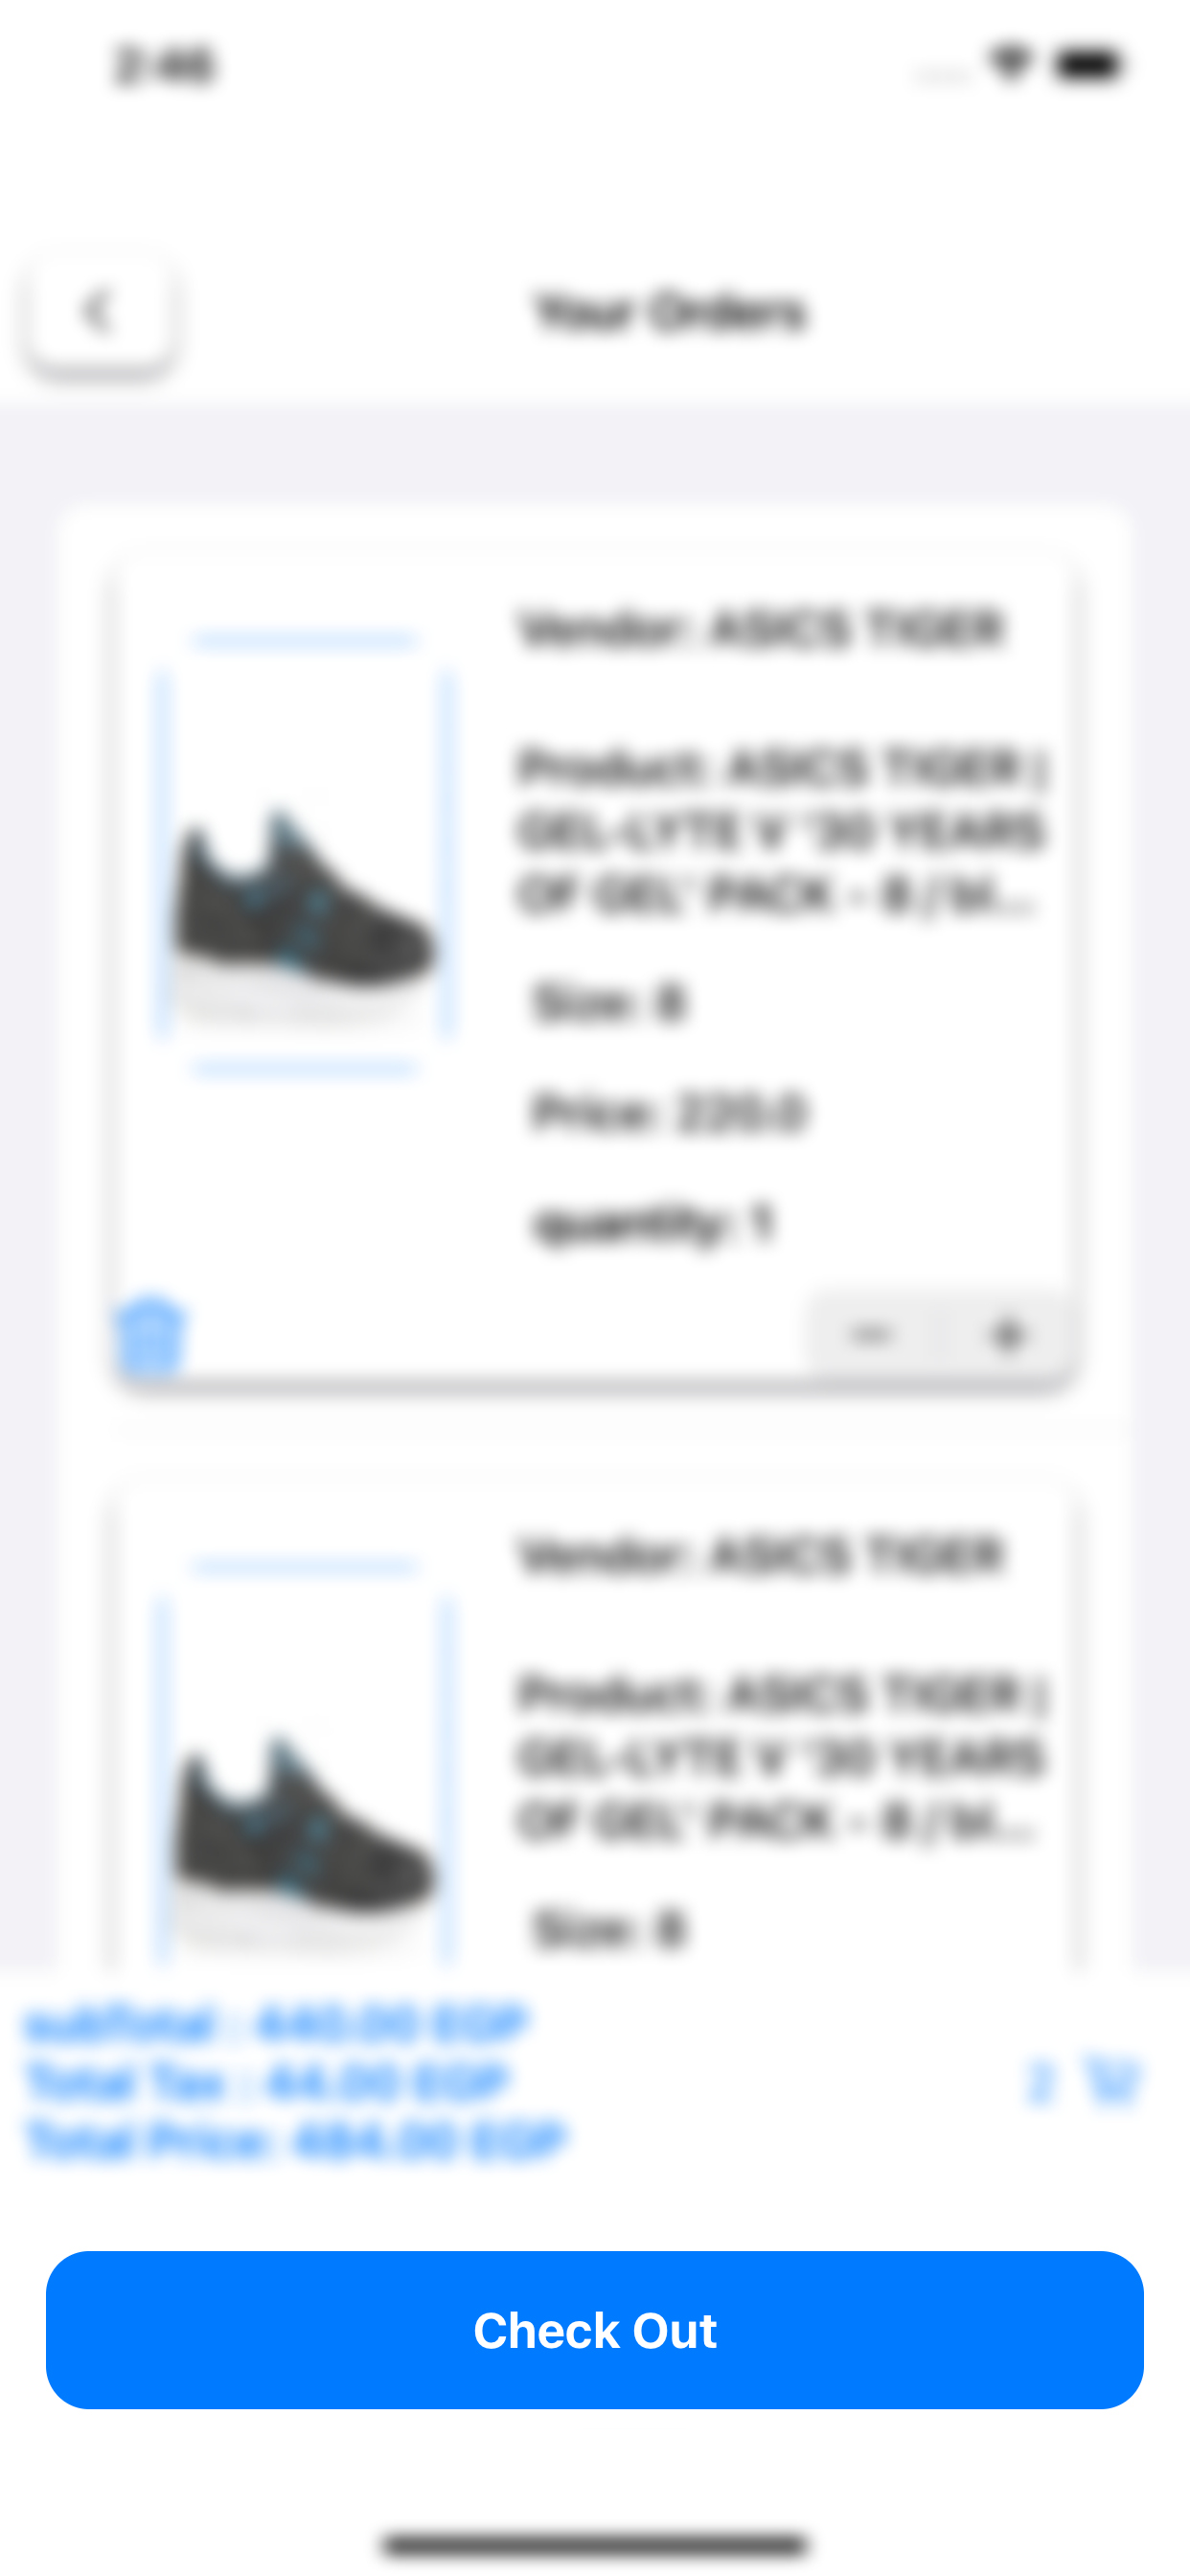 2:46
Your Orders
Vendor: ASICS TIGER
Product: ASICS TIGER |
GEL-LYTE V '30 YEARS
OF GEL' PACK - 8 / bl...
Size: 8
Price: 220.0
quantity: 1
Vendor: ASICS TIGER
Product: ASICS TIGER |
GEL-LYTE V '30 YEARS
OF GEL' PACK - 8 / bl...
Size: 8
subTotal : 440.00 EGP
Total Tax : 44.00 EGP
Total Price: 484.00 EGP
2
Check Out